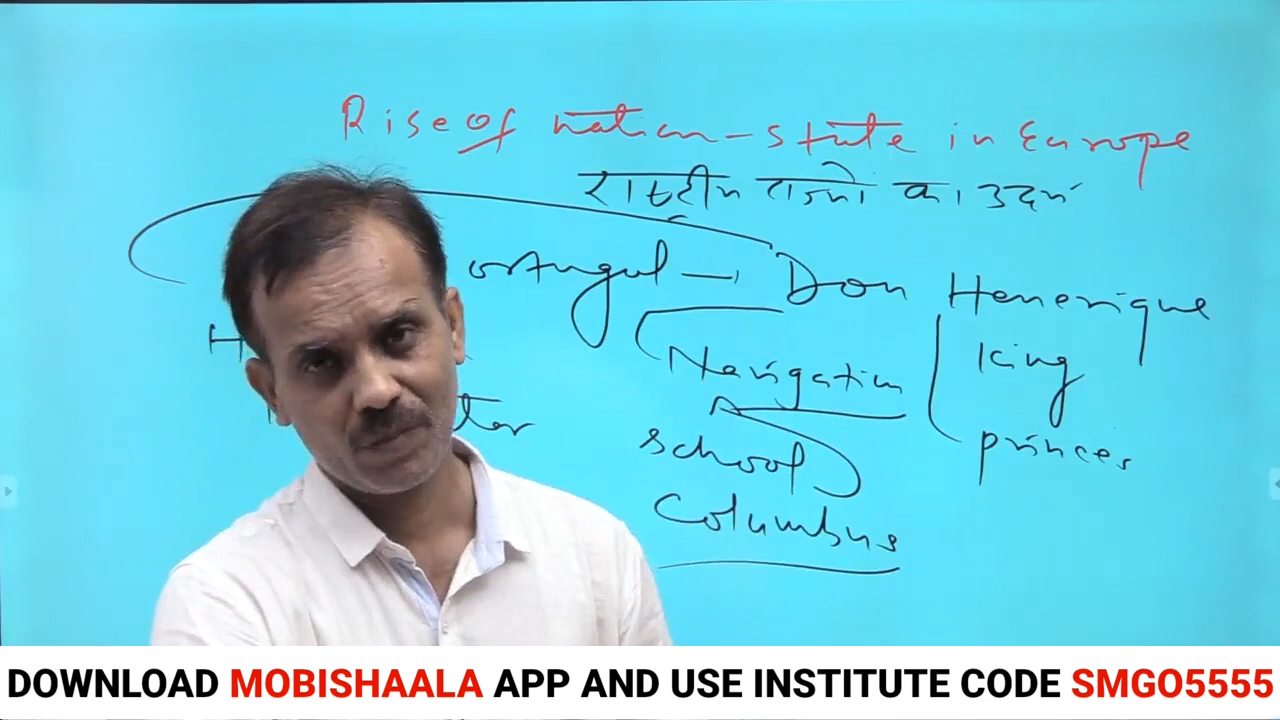 Rise of nation-state in Europe
राष्ट्रीय राज्यों का उदय
ortugal → Don Henerique
Navigation King
school princes
Columbus
DOWNLOAD MOBISHAALA APP AND USE INSTITUTE CODE SMGO5555